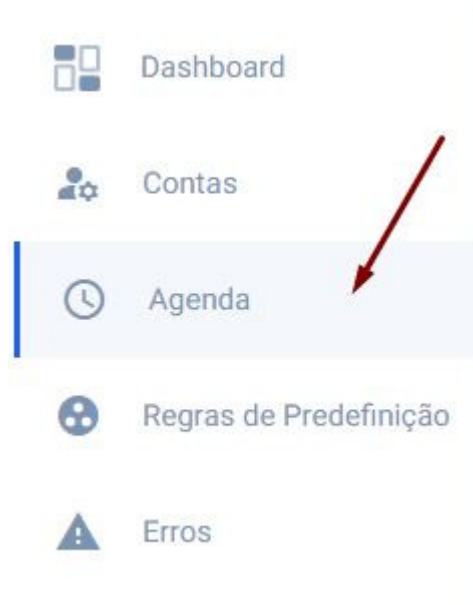 Dashboard
Contas
Agenda
Regras de Predefinição
Erros